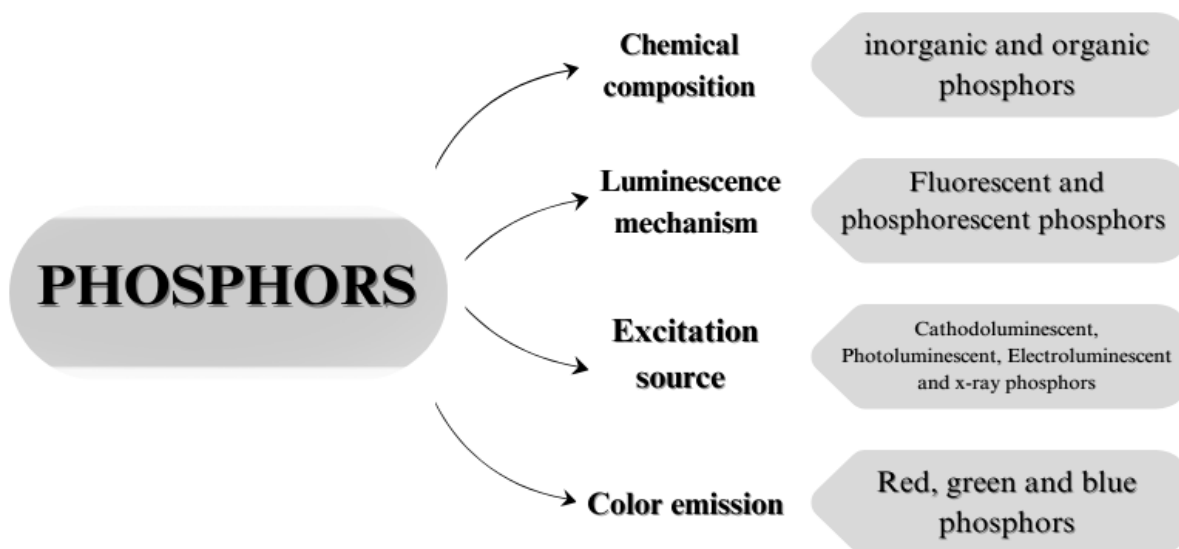 PHOSPHORS
Chemical
composition
inorganic and organic
phosphors
Luminescence
mechanism
Fluorescent and
phosphorescent phosphors
Excitation
source
Cathodoluminescent,
Photoluminescent, Electroluminescent
and x-ray phosphors
Color emission
Red, green and blue
phosphors